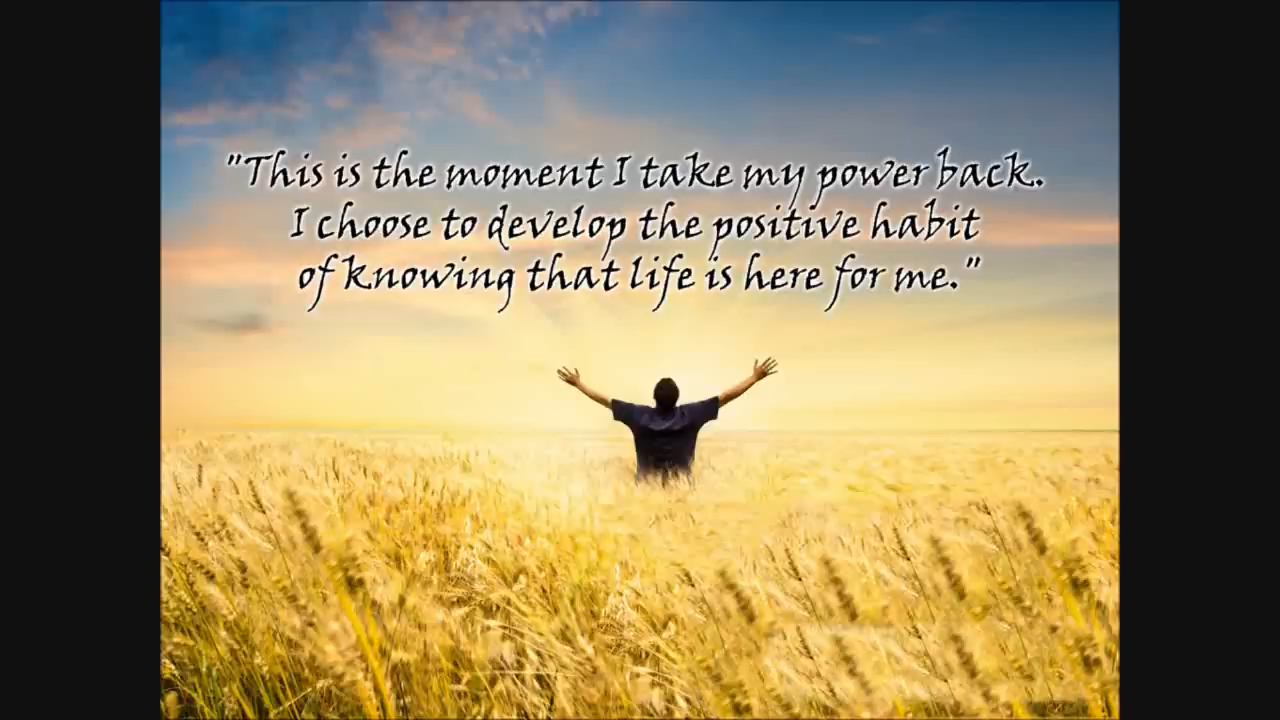 "This is the moment I take my power back.
I choose to develop the positive habit
of knowing that life is here for me."